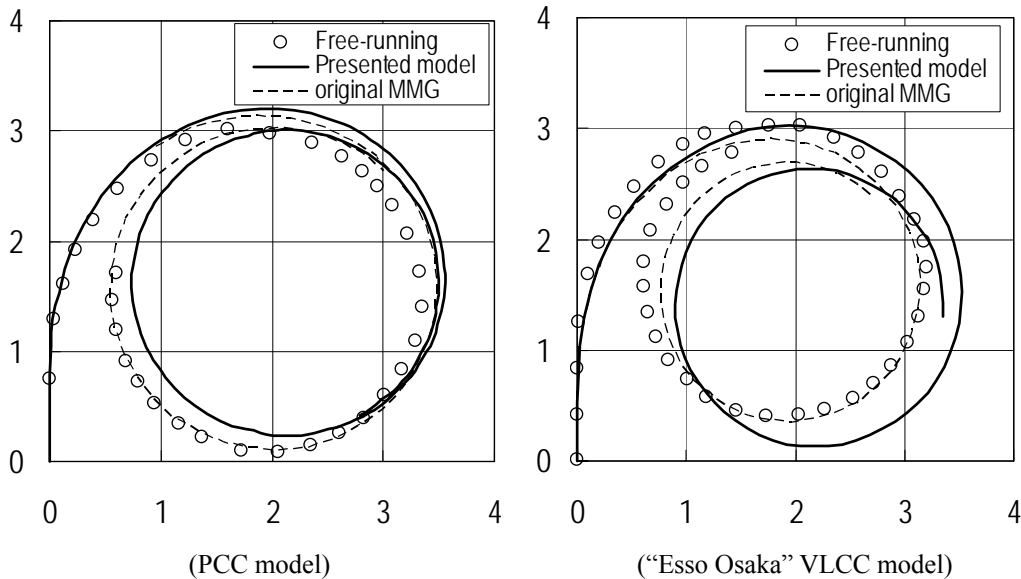 4
3
2
1
0
0 1 2 3 4
Free-running
Presented model
original MMG
(PCC model)
4
3
2
1
0
0 1 2 3 4
Free-running
Presented model
original MMG
(“Esso Osaka” VLCC model)